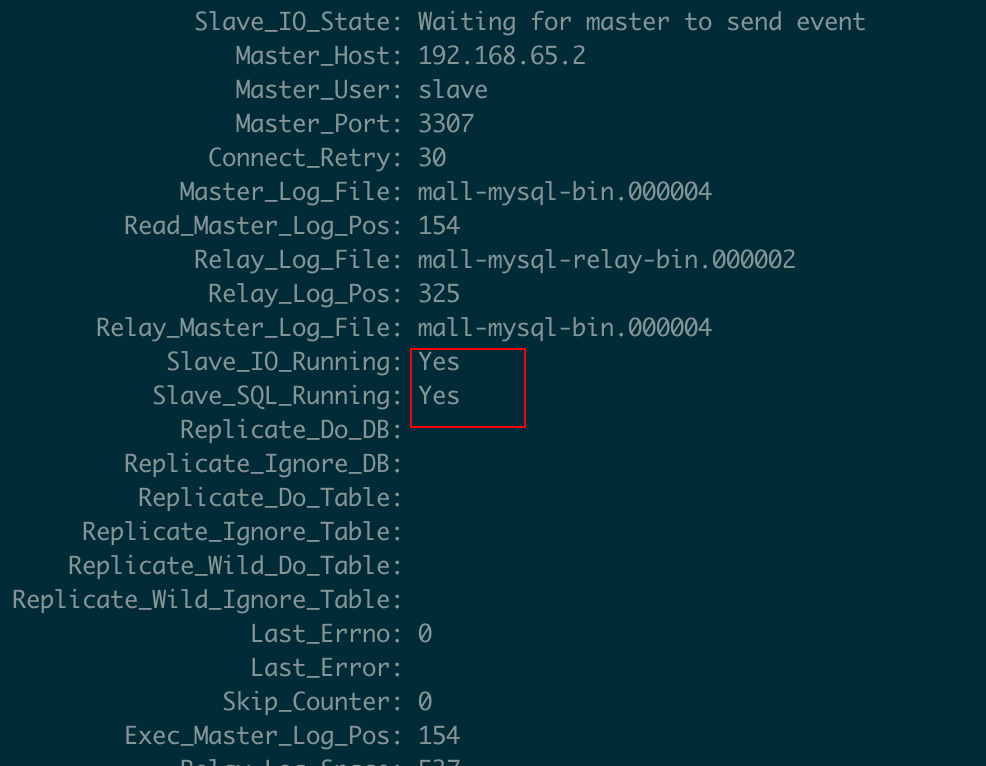 Slave_IO_State: Waiting for master to send event
Master_Host: 192.168.65.2
Master_User: slave
Master_Port: 3307
Connect_Retry: 30
Master_Log_File: mall-mysql-bin.000004
Read_Master_Log_Pos: 154
Relay_Log_File: mall-mysql-relay-bin.000002
Relay_Log_Pos: 325
Relay_Master_Log_File: mall-mysql-bin.000004
Slave_IO_Running: Yes
Slave_SQL_Running: Yes
Replicate_Do_DB:
Replicate_Ignore_DB:
Replicate_Do_Table:
Replicate_Ignore_Table:
Replicate_Wild_Do_Table:
Replicate_Wild_Ignore_Table:
Last_Errno: 0
Last_Error:
Skip_Counter: 0
Exec_Master_Log_Pos: 154